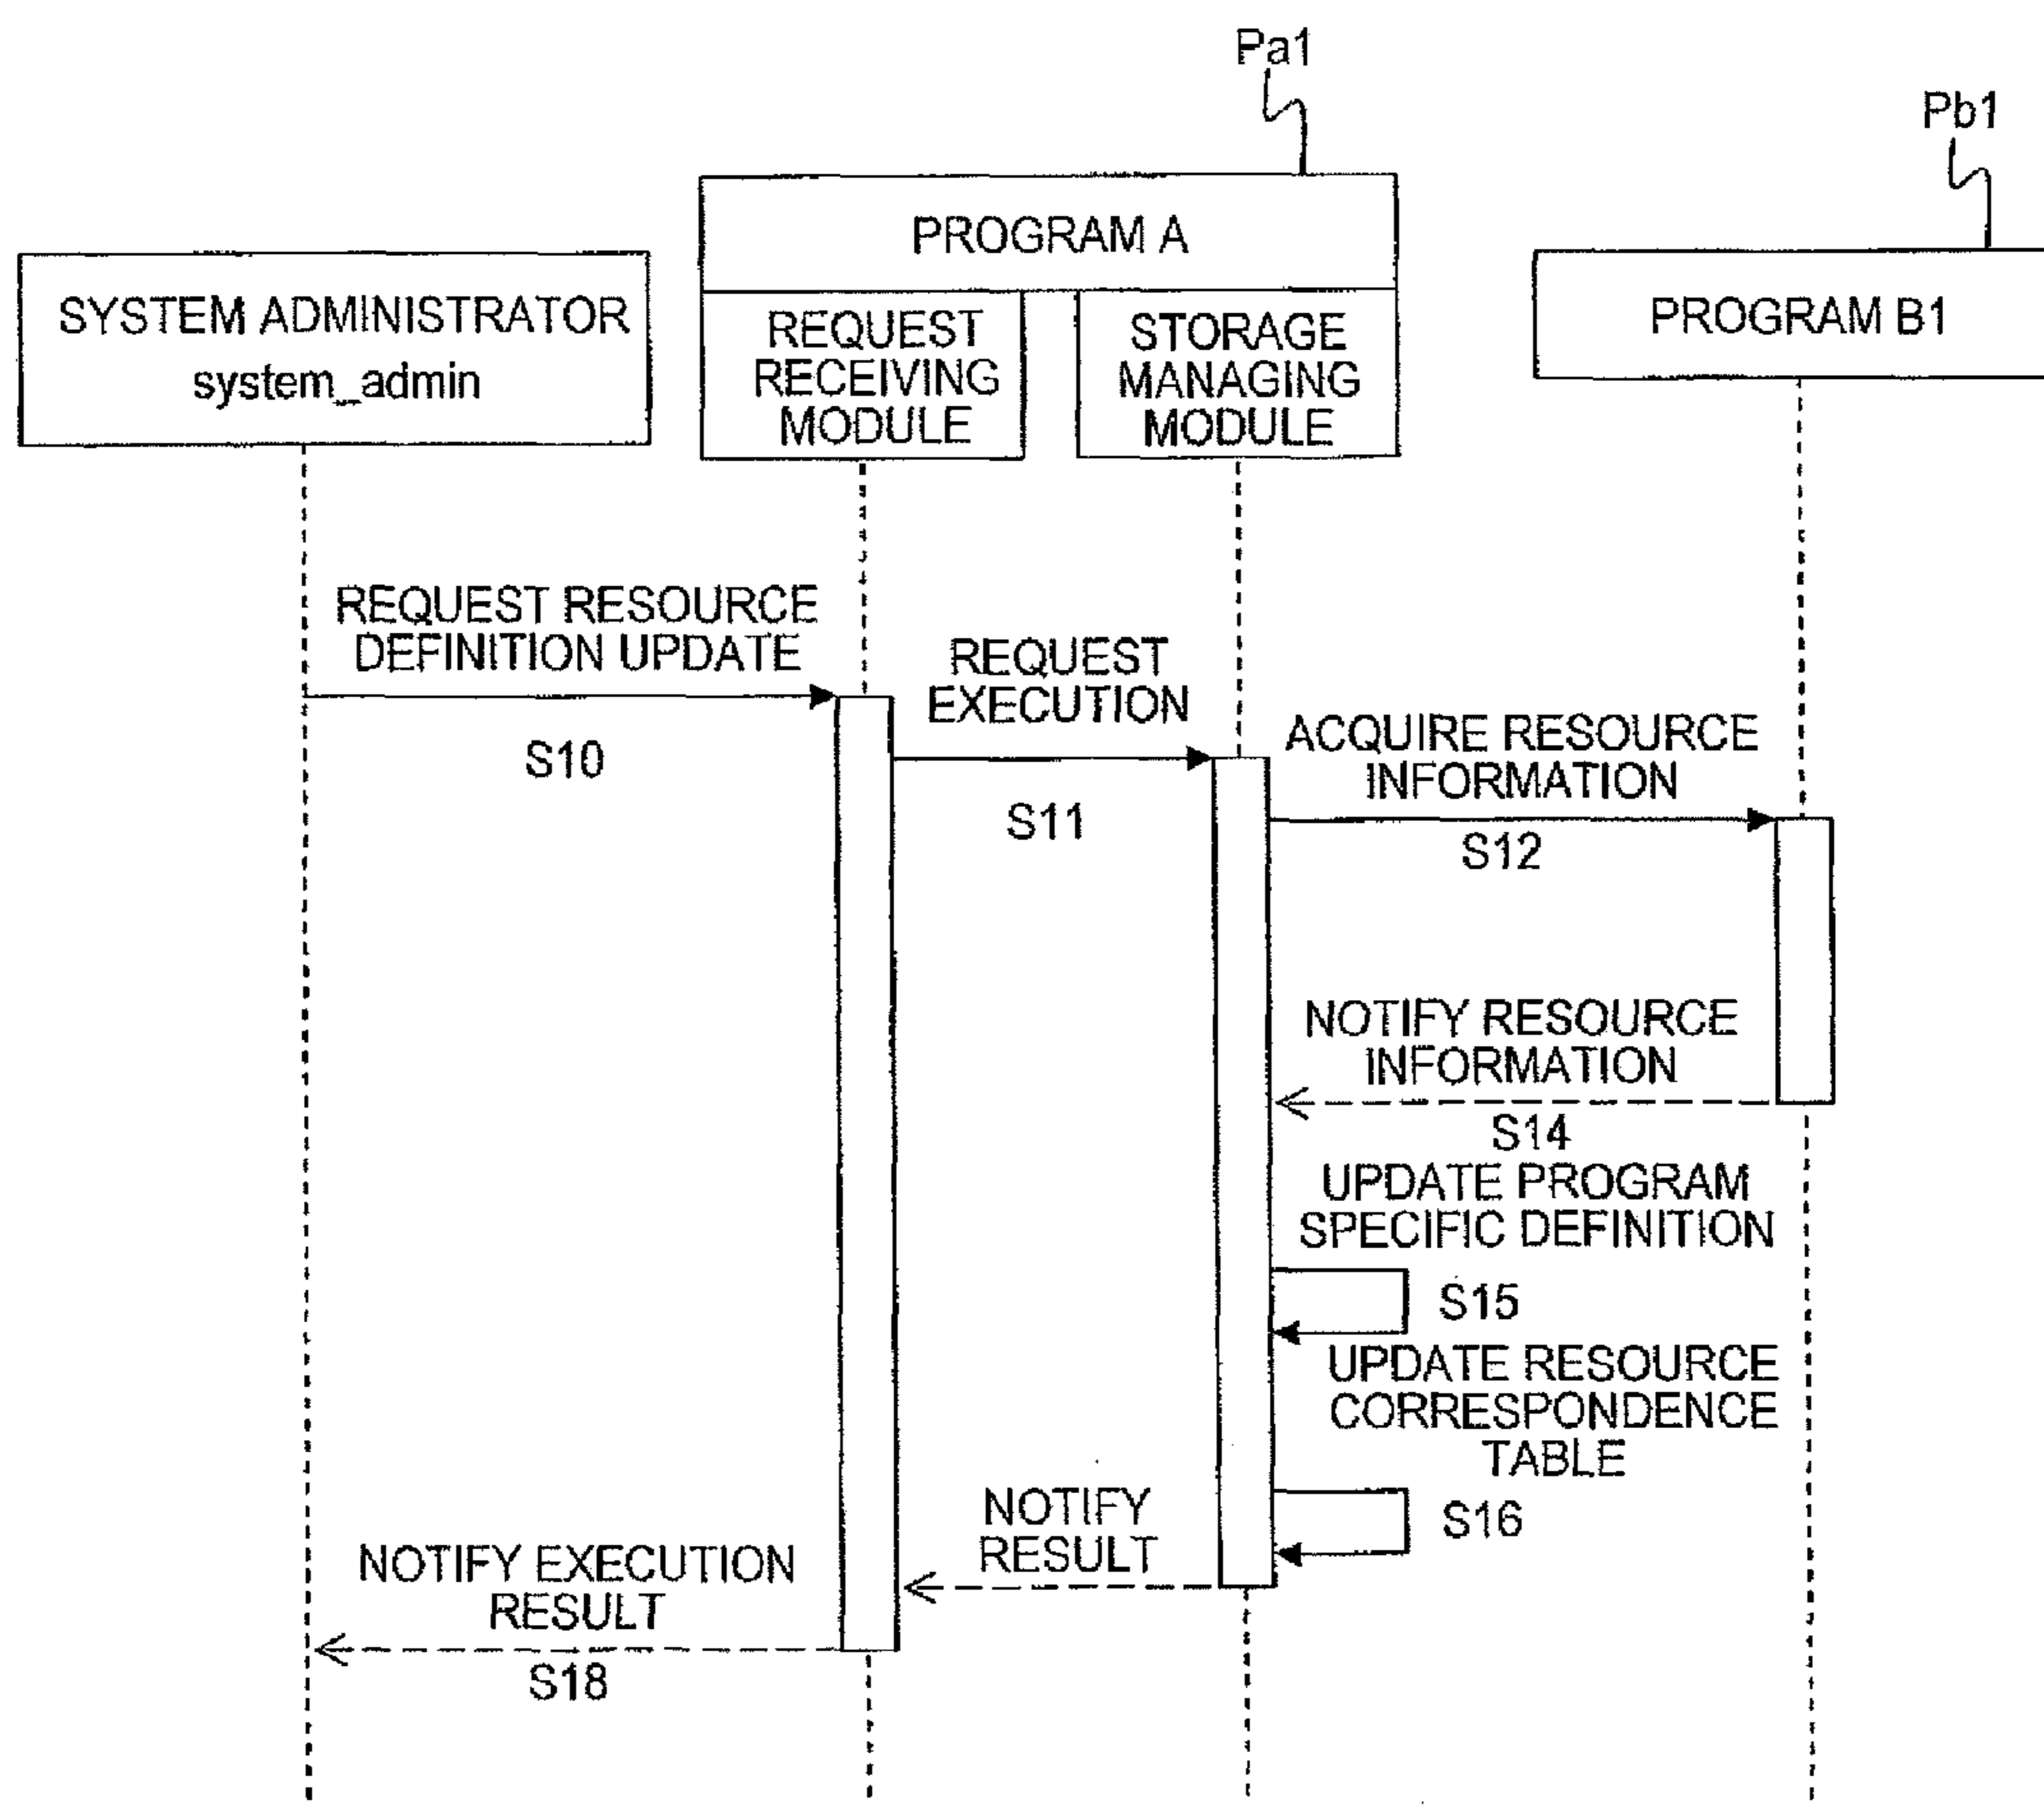 Pa1
Pb1
PROGRAM A
SYSTEM ADMINISTRATOR
system_admin
REQUEST
RECEIVING
MODULE
STORAGE
MANAGING
MODULE
PROGRAM B1
REQUEST RESOURCE
DEFINITION UPDATE
S10
REQUEST
EXECUTION
S11
ACQUIRE RESOURCE
INFORMATION
S12
NOTIFY RESOURCE
INFORMATION
S14
UPDATE PROGRAM
SPECIFIC DEFINITION
S15
UPDATE RESOURCE
CORRESPONDENCE
TABLE
S16
NOTIFY
RESULT
NOTIFY EXECUTION
RESULT
S18